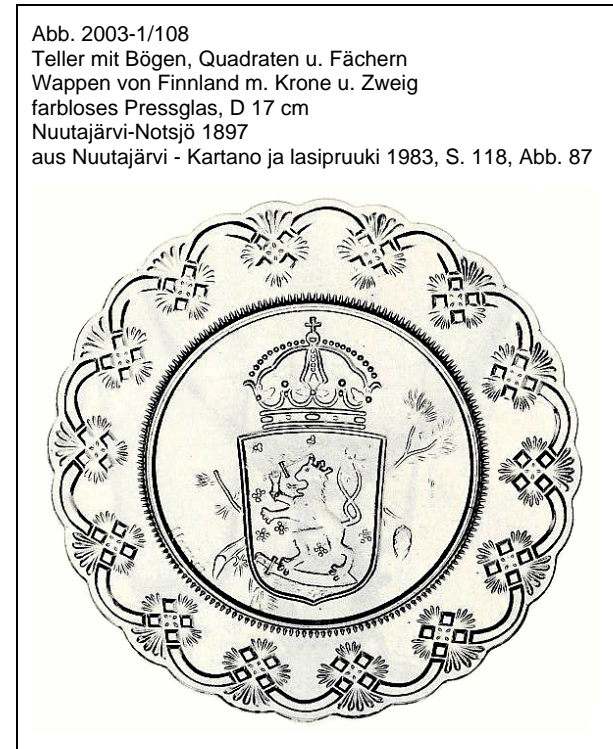 Abb. 2003-1/108
Teller mit Bögen, Quadraten u. Fächern
Wappen von Finnland m. Krone u. Zweig
farbloses Pressglas, D 17 cm
Nuutajärvi-Notsjö 1897
aus Nuutajärvi - Kartano ja lasipruuki 1983, S. 118, Abb. 87